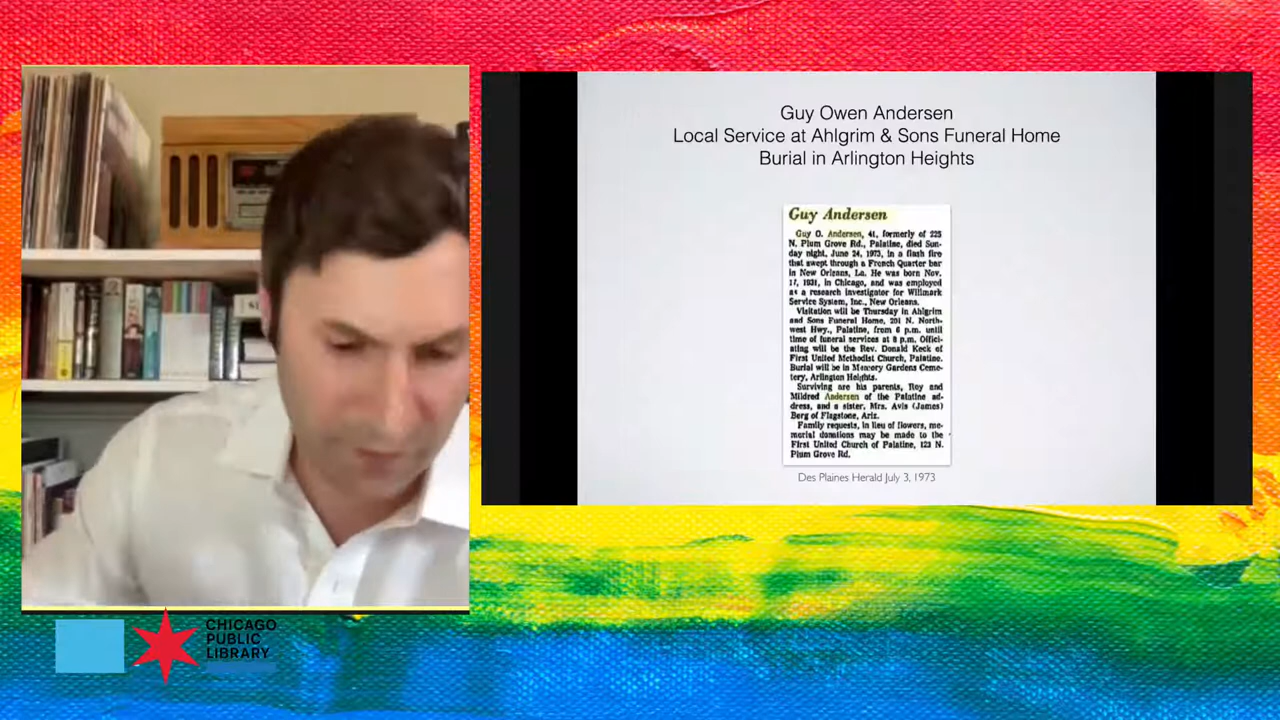 Guy Owen Andersen
Local Service at Ahlgrim & Sons Funeral Home
Burial in Arlington Heights
Guy Andersen
Guy O. Andersen, 41, formerly of 225
N. Plum Grove Rd., Palatine, died Sun-
day night, June 24, 1973, in a flash fire
that swept through a French Quarter bar
in New Orleans, La. He was born Nov.
17, 1931, in Chicago, and was employed
as a research investigator for Willmark
Service System, Inc., New Orleans.
Visitation will be Thursday in Ahlgrim
and Sons Funeral Home, 201 N. North-
west Hwy., Palatine, from 6 p.m. until
time of funeral services at 8 p.m. Offici-
ating will be the Rev. Donald Keck of
First United Methodist Church, Palatine.
Burial will be in Memory Gardens Ceme-
tery, Arlington Heights.
Surviving are his parents, Roy and
Mildred Andersen of the Palatine ad-
dress, and a sister, Mrs. Avis (James)
Berg of Flagstone, Ariz.
Family requests, in lieu of flowers, me-
morial donations may be made to the
First United Church of Palatine, 123 N.
Plum Grove Rd.
Des Plaines Herald July 3, 1973
CHICAGO
PUBLIC
LIBRARY